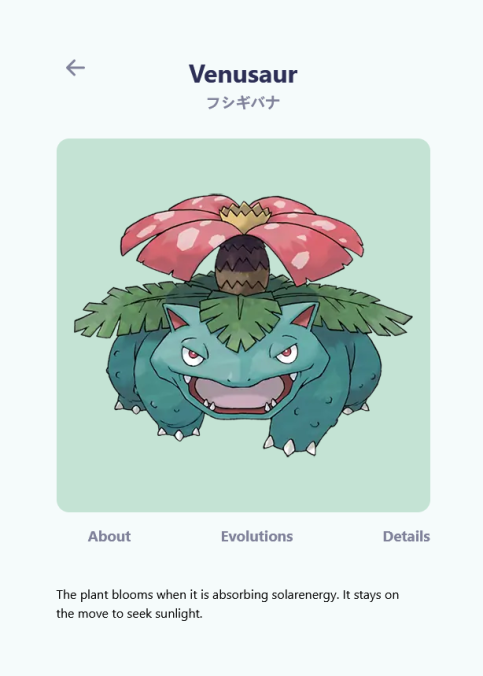 Venusaur
フシギバナ
About Evolutions Details
The plant blooms when it is absorbing solarenergy. It stays on
the move to seek sunlight.